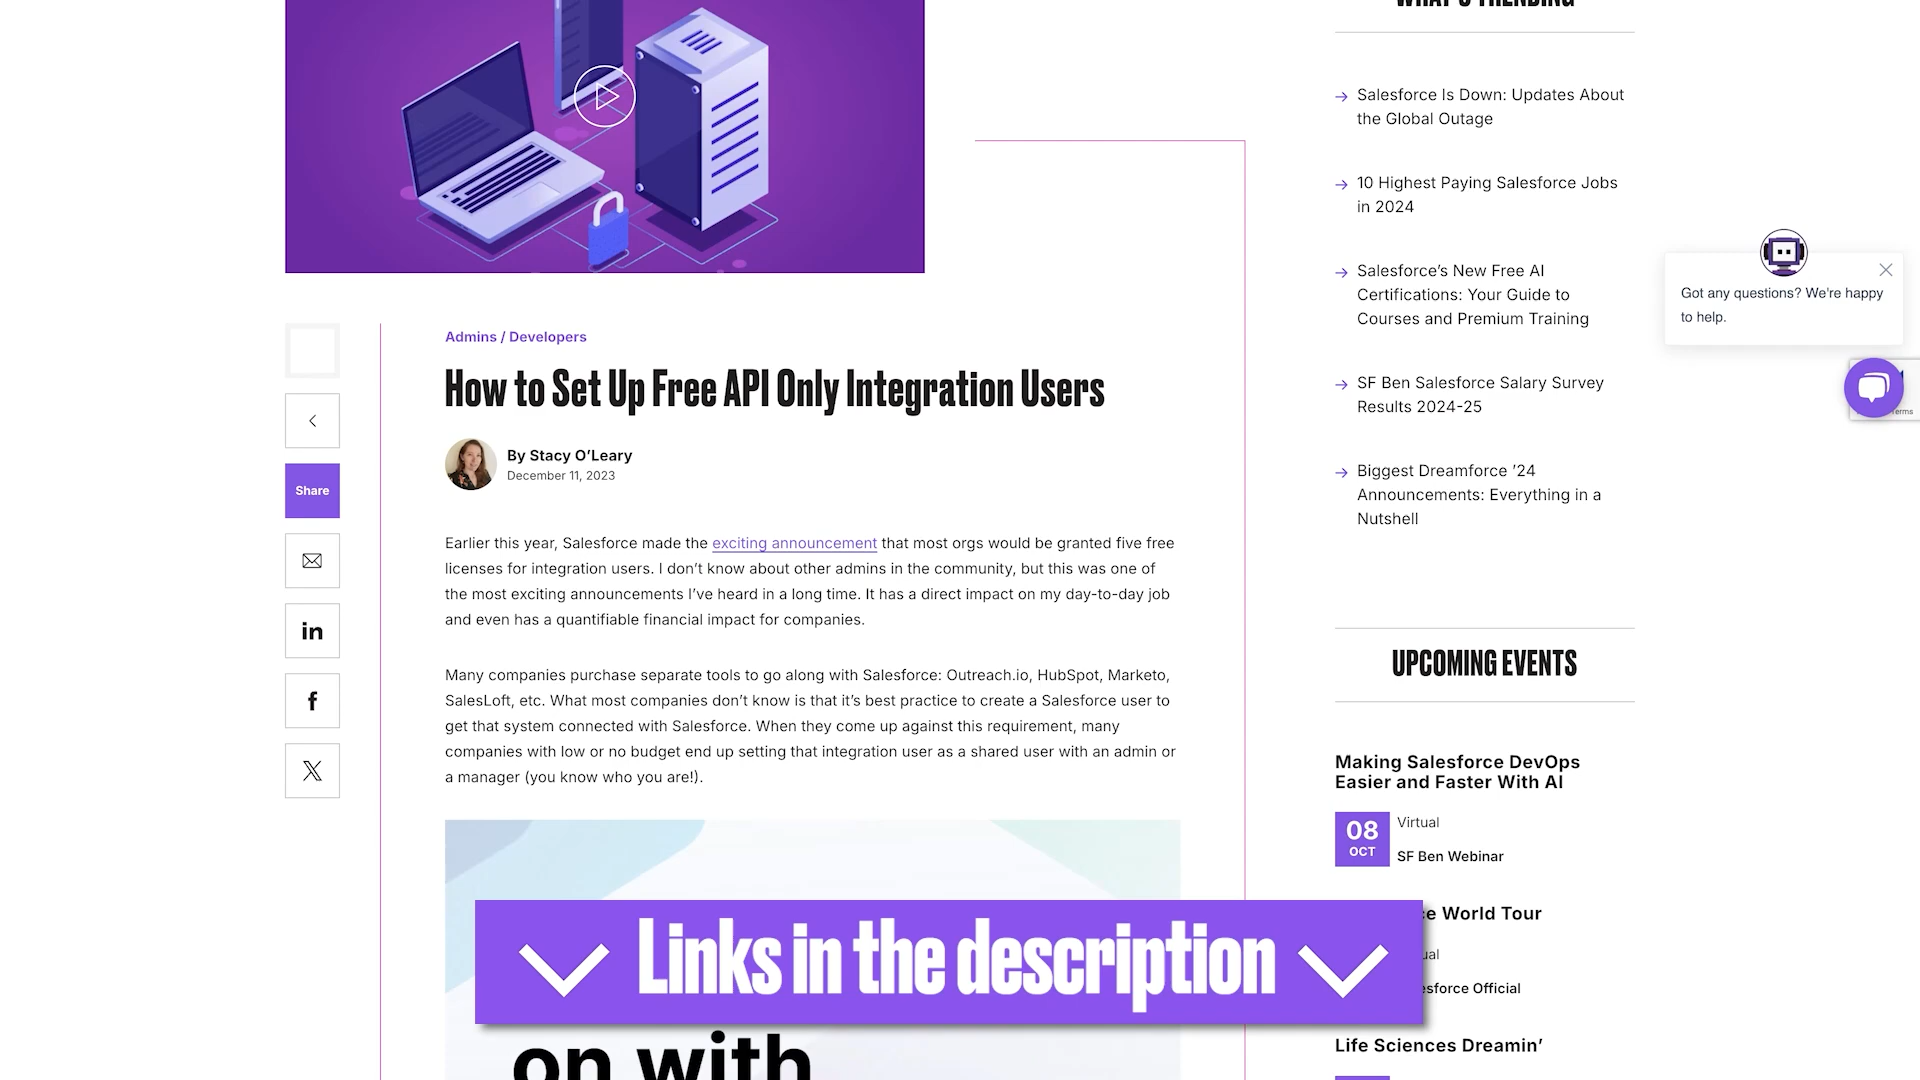 Admins / Developers
How to Set Up Free API Only Integration Users
By Stacy O’Leary
December 11, 2023
Share
Earlier this year, Salesforce made the exciting announcement that most orgs would be granted five free
licenses for integration users. I don’t know about other admins in the community, but this was one of
the most exciting announcements I’ve heard in a long time. It has a direct impact on my day-to-day job
and even has a quantifiable financial impact for companies.
Many companies purchase separate tools to go along with Salesforce: Outreach.io, HubSpot, Marketo,
SalesLoft, etc. What most companies don’t know is that it’s best practice to create a Salesforce user to
get that system connected with Salesforce. When they come up against this requirement, many
companies with low or no budget end up setting that integration user as a shared user with an admin or
a manager (you know who you are!).
Links in the description
on with
WHAT'S TRENDING
Salesforce Is Down: Updates About
the Global Outage
10 Highest Paying Salesforce Jobs
in 2024
Salesforce’s New Free AI
Certifications: Your Guide to
Courses and Premium Training
SF Ben Salesforce Salary Survey
Results 2024-25
Biggest Dreamforce ’24
Announcements: Everything in a
Nutshell
UPCOMING EVENTS
Making Salesforce DevOps
Easier and Faster With AI
08
OCT
Virtual
SF Ben Webinar
World Tour
Official
Life Sciences Dreamin’
Got any questions? We're happy
to help.